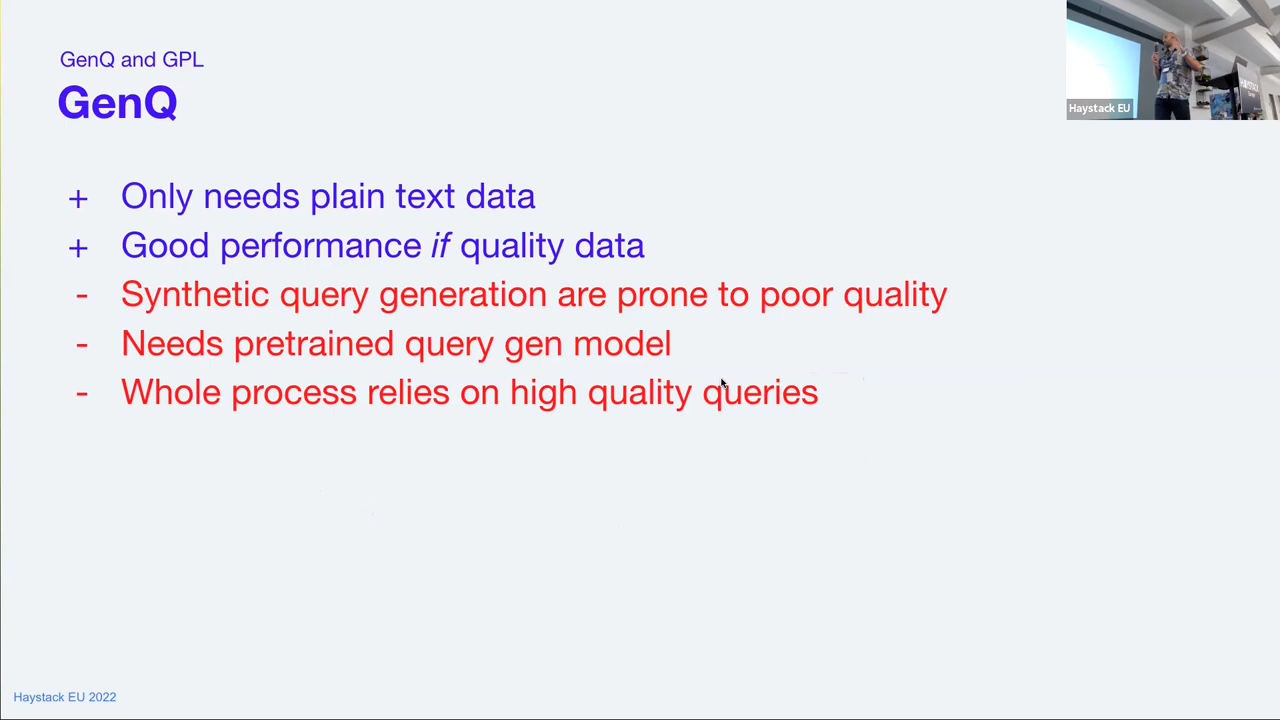 GenQ and GPL
GenQ
+ Only needs plain text data
+ Good performance if quality data
- Synthetic query generation are prone to poor quality
- Needs pretrained query gen model
- Whole process relies on high quality queries
Haystack EU
Haystack EU 2022